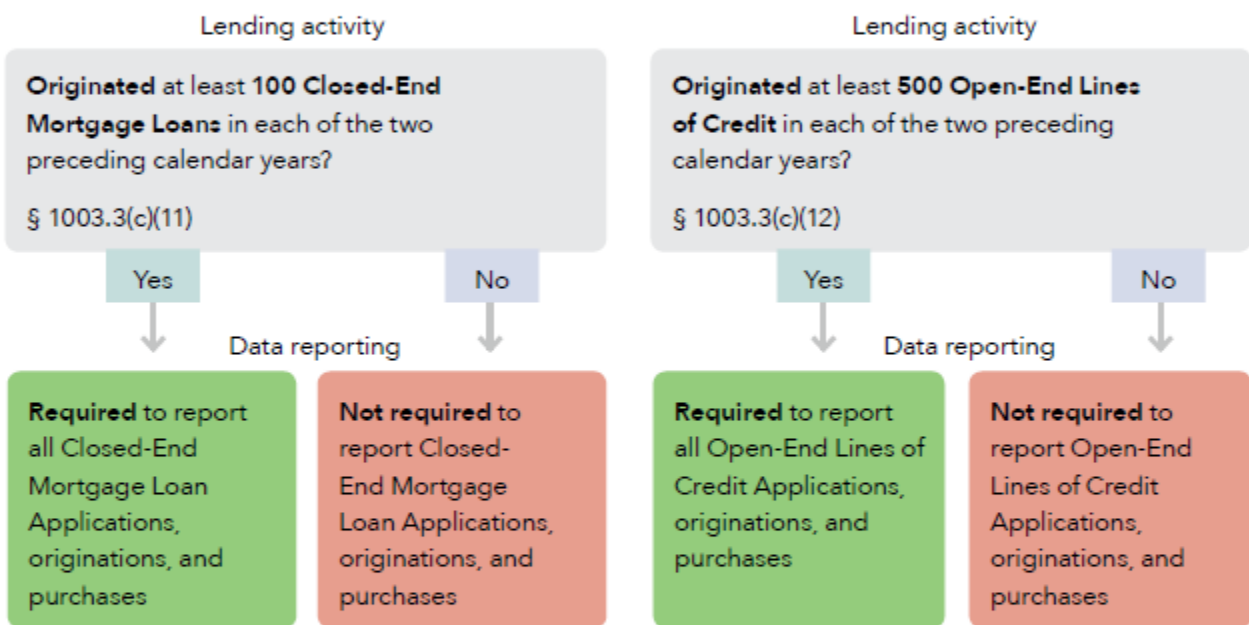 Lending activity
Originated at least 100 Closed-End
Mortgage Loans in each of the two
preceding calendar years?
§ 1003.3(c)(11)
Yes
No
Data reporting
Required to report
all Closed-End
Mortgage Loan
Applications,
originations, and
purchases
Not required to
report Closed-
End Mortgage
Loan Applications,
originations, and
purchases
Lending activity
Originated at least 500 Open-End Lines
of Credit in each of the two preceding
calendar years?
§ 1003.3(c)(12)
Yes
No
Data reporting
Required to report
all Open-End Lines of
Credit Applications,
originations, and
purchases
Not required to
report Open-End
Lines of Credit
Applications,
originations, and
purchases